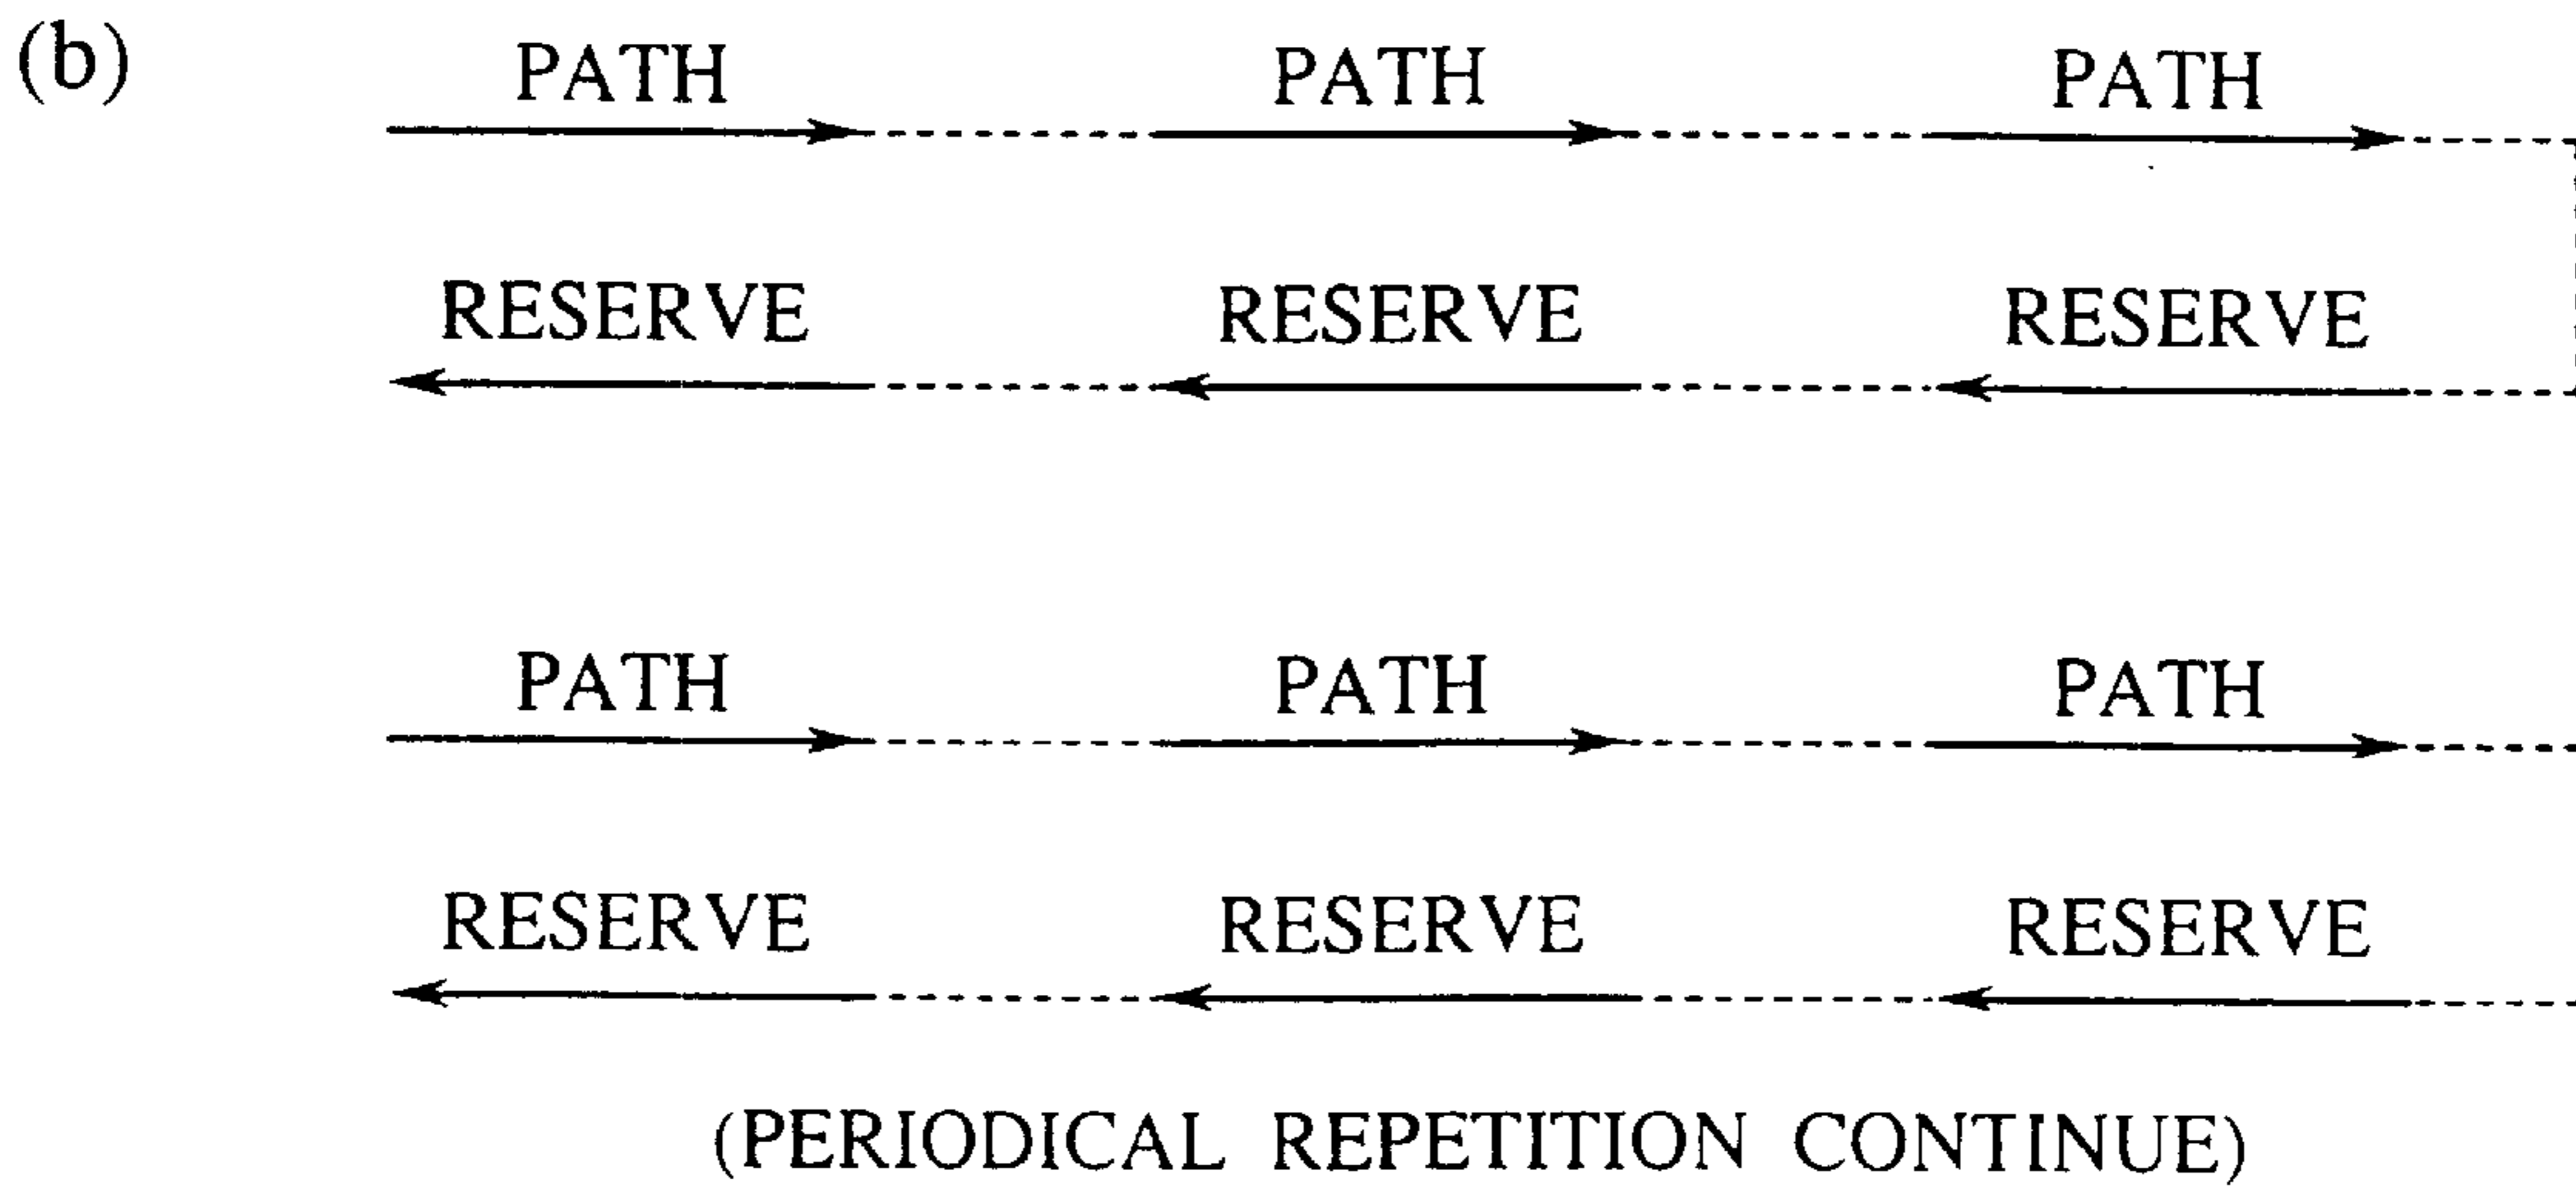 (b) PATH PATH PATH
RESERVE RESERVE RESERVE
PATH PATH PATH
RESERVE RESERVE RESERVE
(PERIODICAL REPETITION CONTINUE)